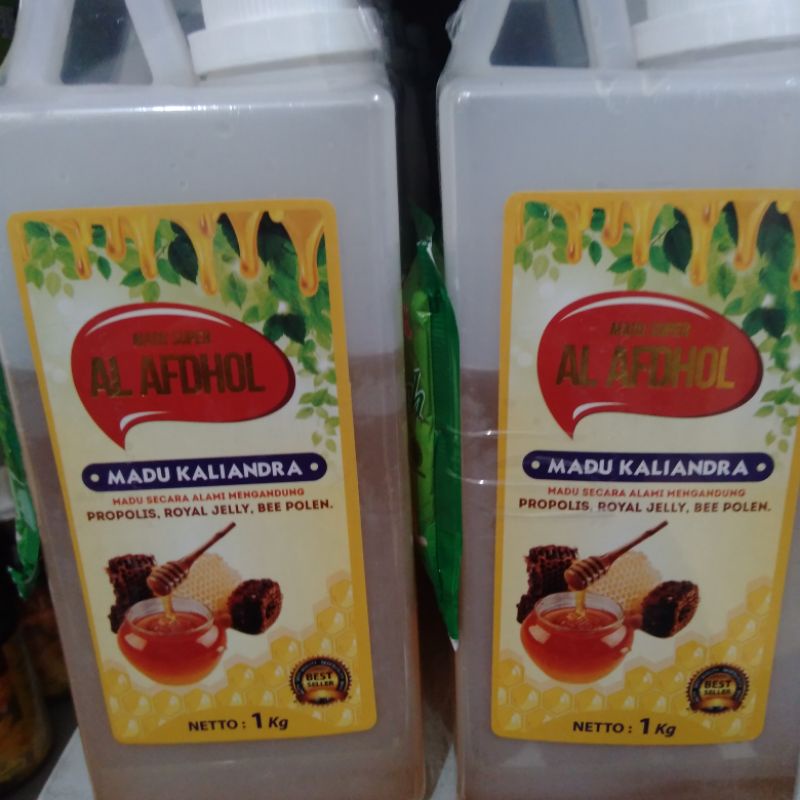 MADU SUPER
AL AFDHOL
MADU KALIANDRA
MADU SECARA ALAMI MENGANDUNG
PROPOLIS, ROYAL JELLY, BEE POLEN.
BEST
SELLER
NETTO : 1 Kg
MADU SUPER
AL AFDHOL
MADU KALIANDRA
MADU SECARA ALAMI MENGANDUNG
PROPOLIS, ROYAL JELLY, BEE POLEN.
BEST
SELLER
NETTO : 1 Kg